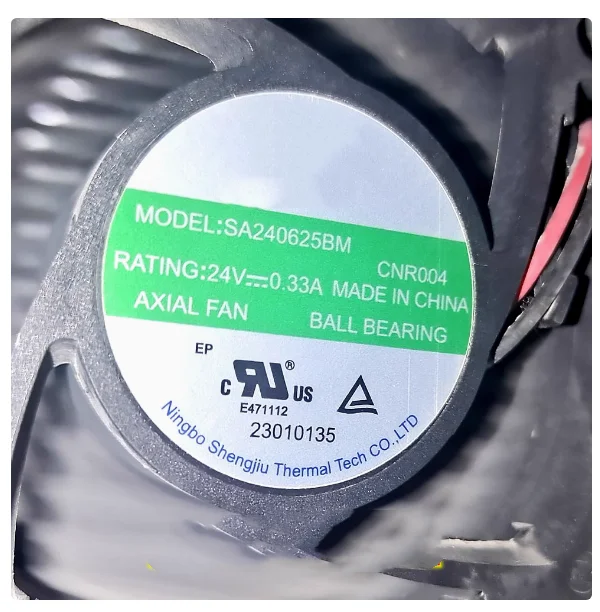 MODEL:SA240625BM
CNR004
RATING:24V⎓0.33A MADE IN CHINA
AXIAL FAN BALL BEARING
EP
c RU® US
E471112
23010135
Ningbo Shengjiu Thermal Tech CO.,LTD